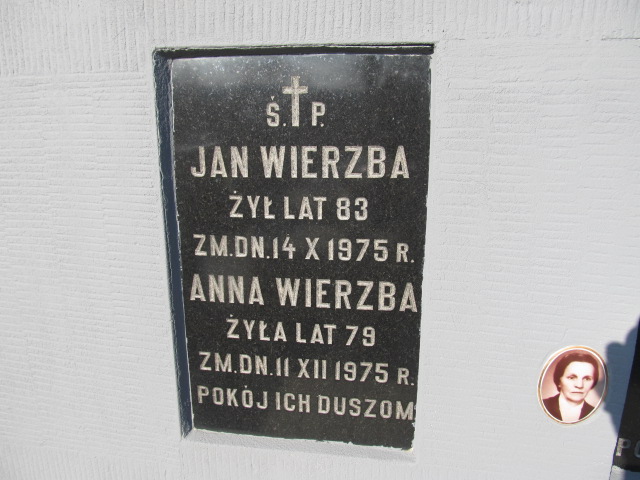 Ś. P.
JAN WIERZBA
ŻYŁ LAT 83
ZM.DN.14 X 1975 R.
ANNA WIERZBA
ŻYŁA LAT 79
ZM.DN.11 XII 1975 R.
POKÓJ ICH DUSZOM